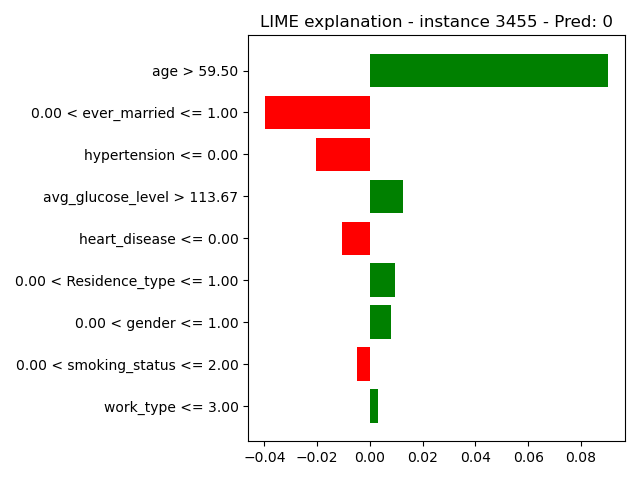 LIME explanation - instance 3455 - Pred: 0
age > 59.50
0.00 < ever_married <= 1.00
hypertension <= 0.00
avg_glucose_level > 113.67
heart_disease <= 0.00
0.00 < Residence_type <= 1.00
0.00 < gender <= 1.00
0.00 < smoking_status <= 2.00
work_type <= 3.00
−0.04 −0.02 0.00 0.02 0.04 0.06 0.08